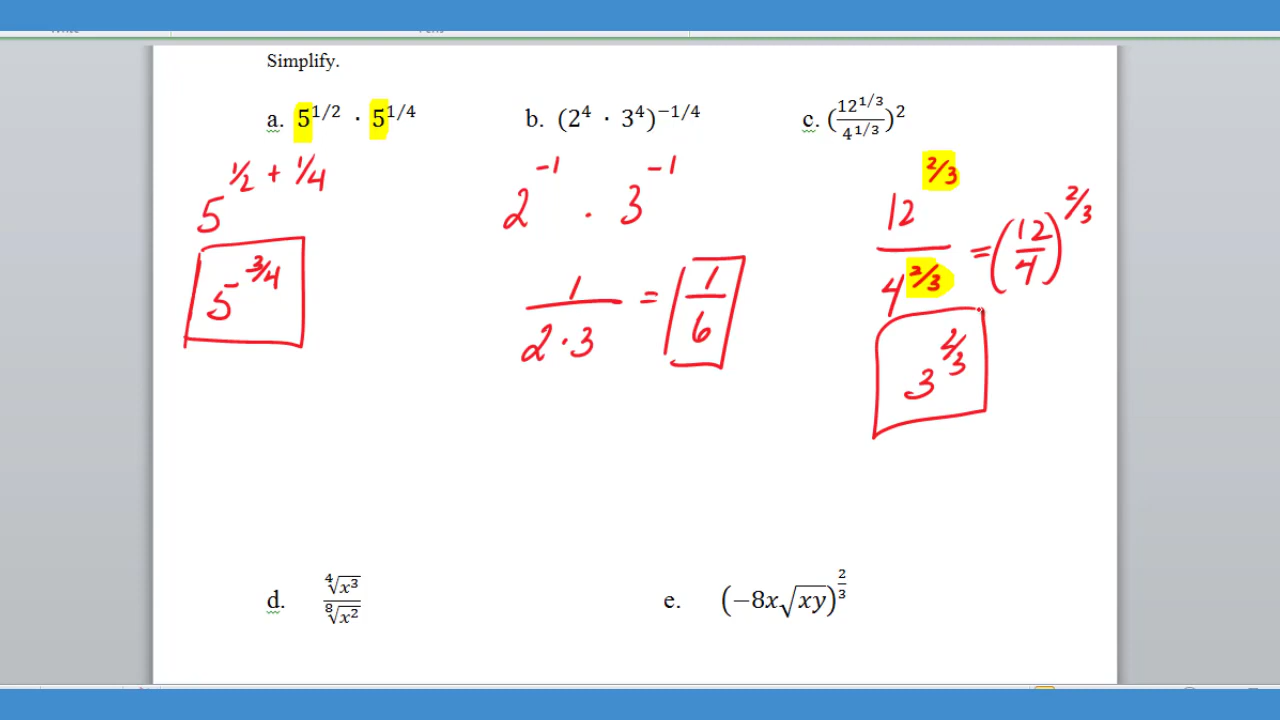 Simplify.
a. 5^{1/2} · 5^{1/4}
b. (2^4 · 3^4)^{−1/4}
c. (12^{1/3}/4^{1/3})^2
5^{1/2 + 1/4}
5^{3/4}
2^{-1} · 3^{-1}
1/(2·3) = 1/6
12^{2/3}/4^{2/3} = (12/4)^{2/3}
3^{2/3}
d. ∜x³/⁸√x²
e. (−8x√xy)^{2/3}